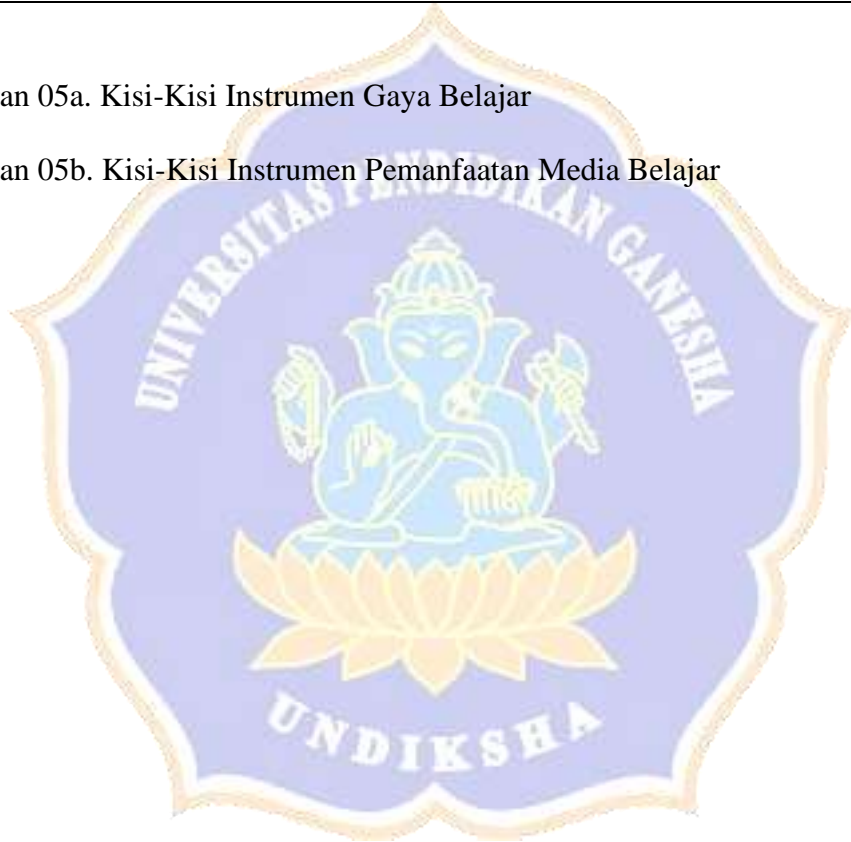 an 05a. Kisi-Kisi Instrumen Gaya Belajar
an 05b. Kisi-Kisi Instrumen Pemanfaatan Media Belajar
UNIVERSITAS PENDIDIKAN GANESHA
UNDIKSHA